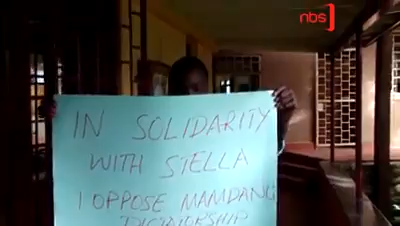 nbs
IN SOLIDARITY
WITH STELLA
I OPPOSE MAMDANI
DICTATORSHIP